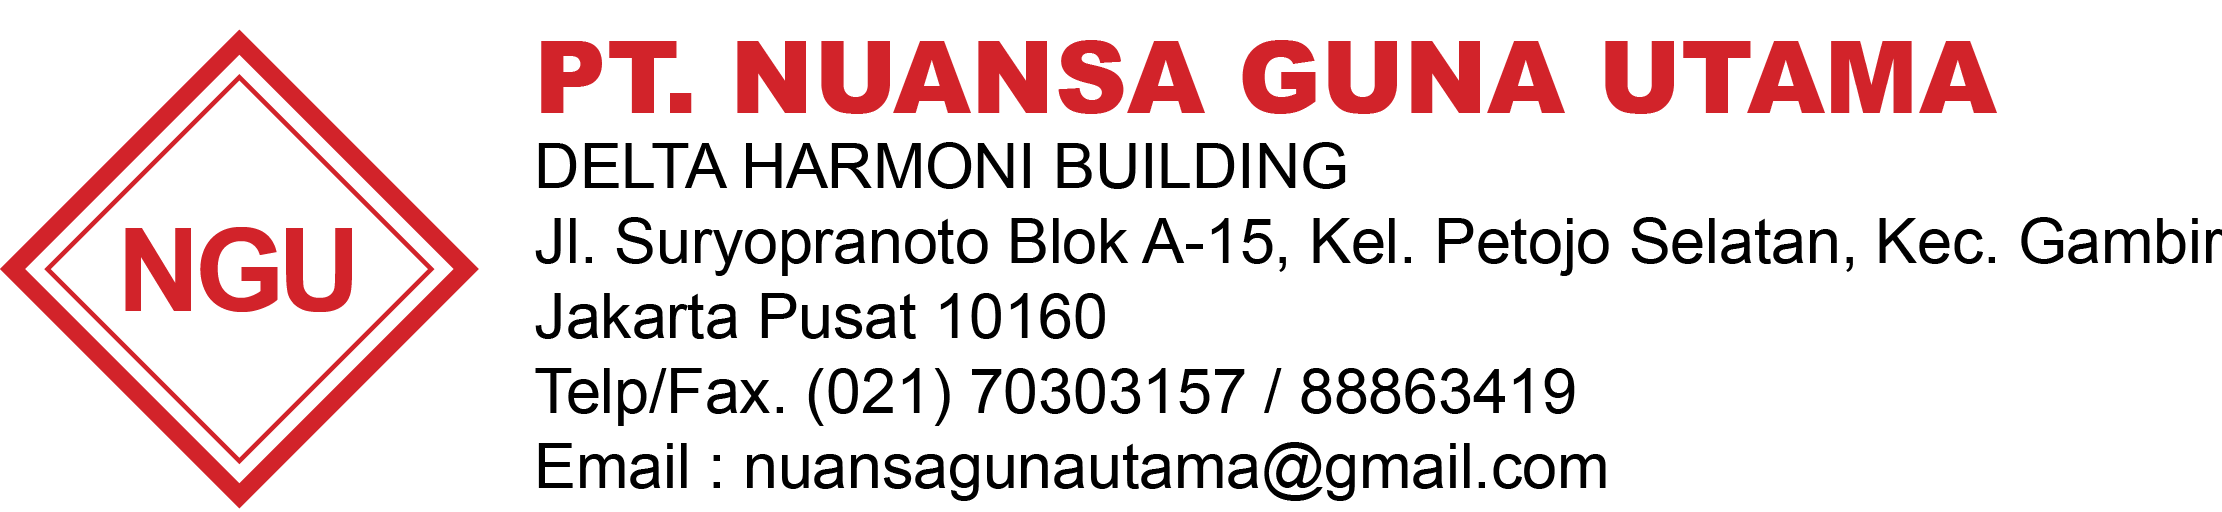 NGU
PT. NUANSA GUNA UTAMA
DELTA HARMONI BUILDING
Jl. Suryopranoto Blok A-15, Kel. Petojo Selatan, Kec. Gambir
Jakarta Pusat 10160
Telp/Fax. (021) 70303157 / 88863419
Email : nuansagunautama@gmail.com